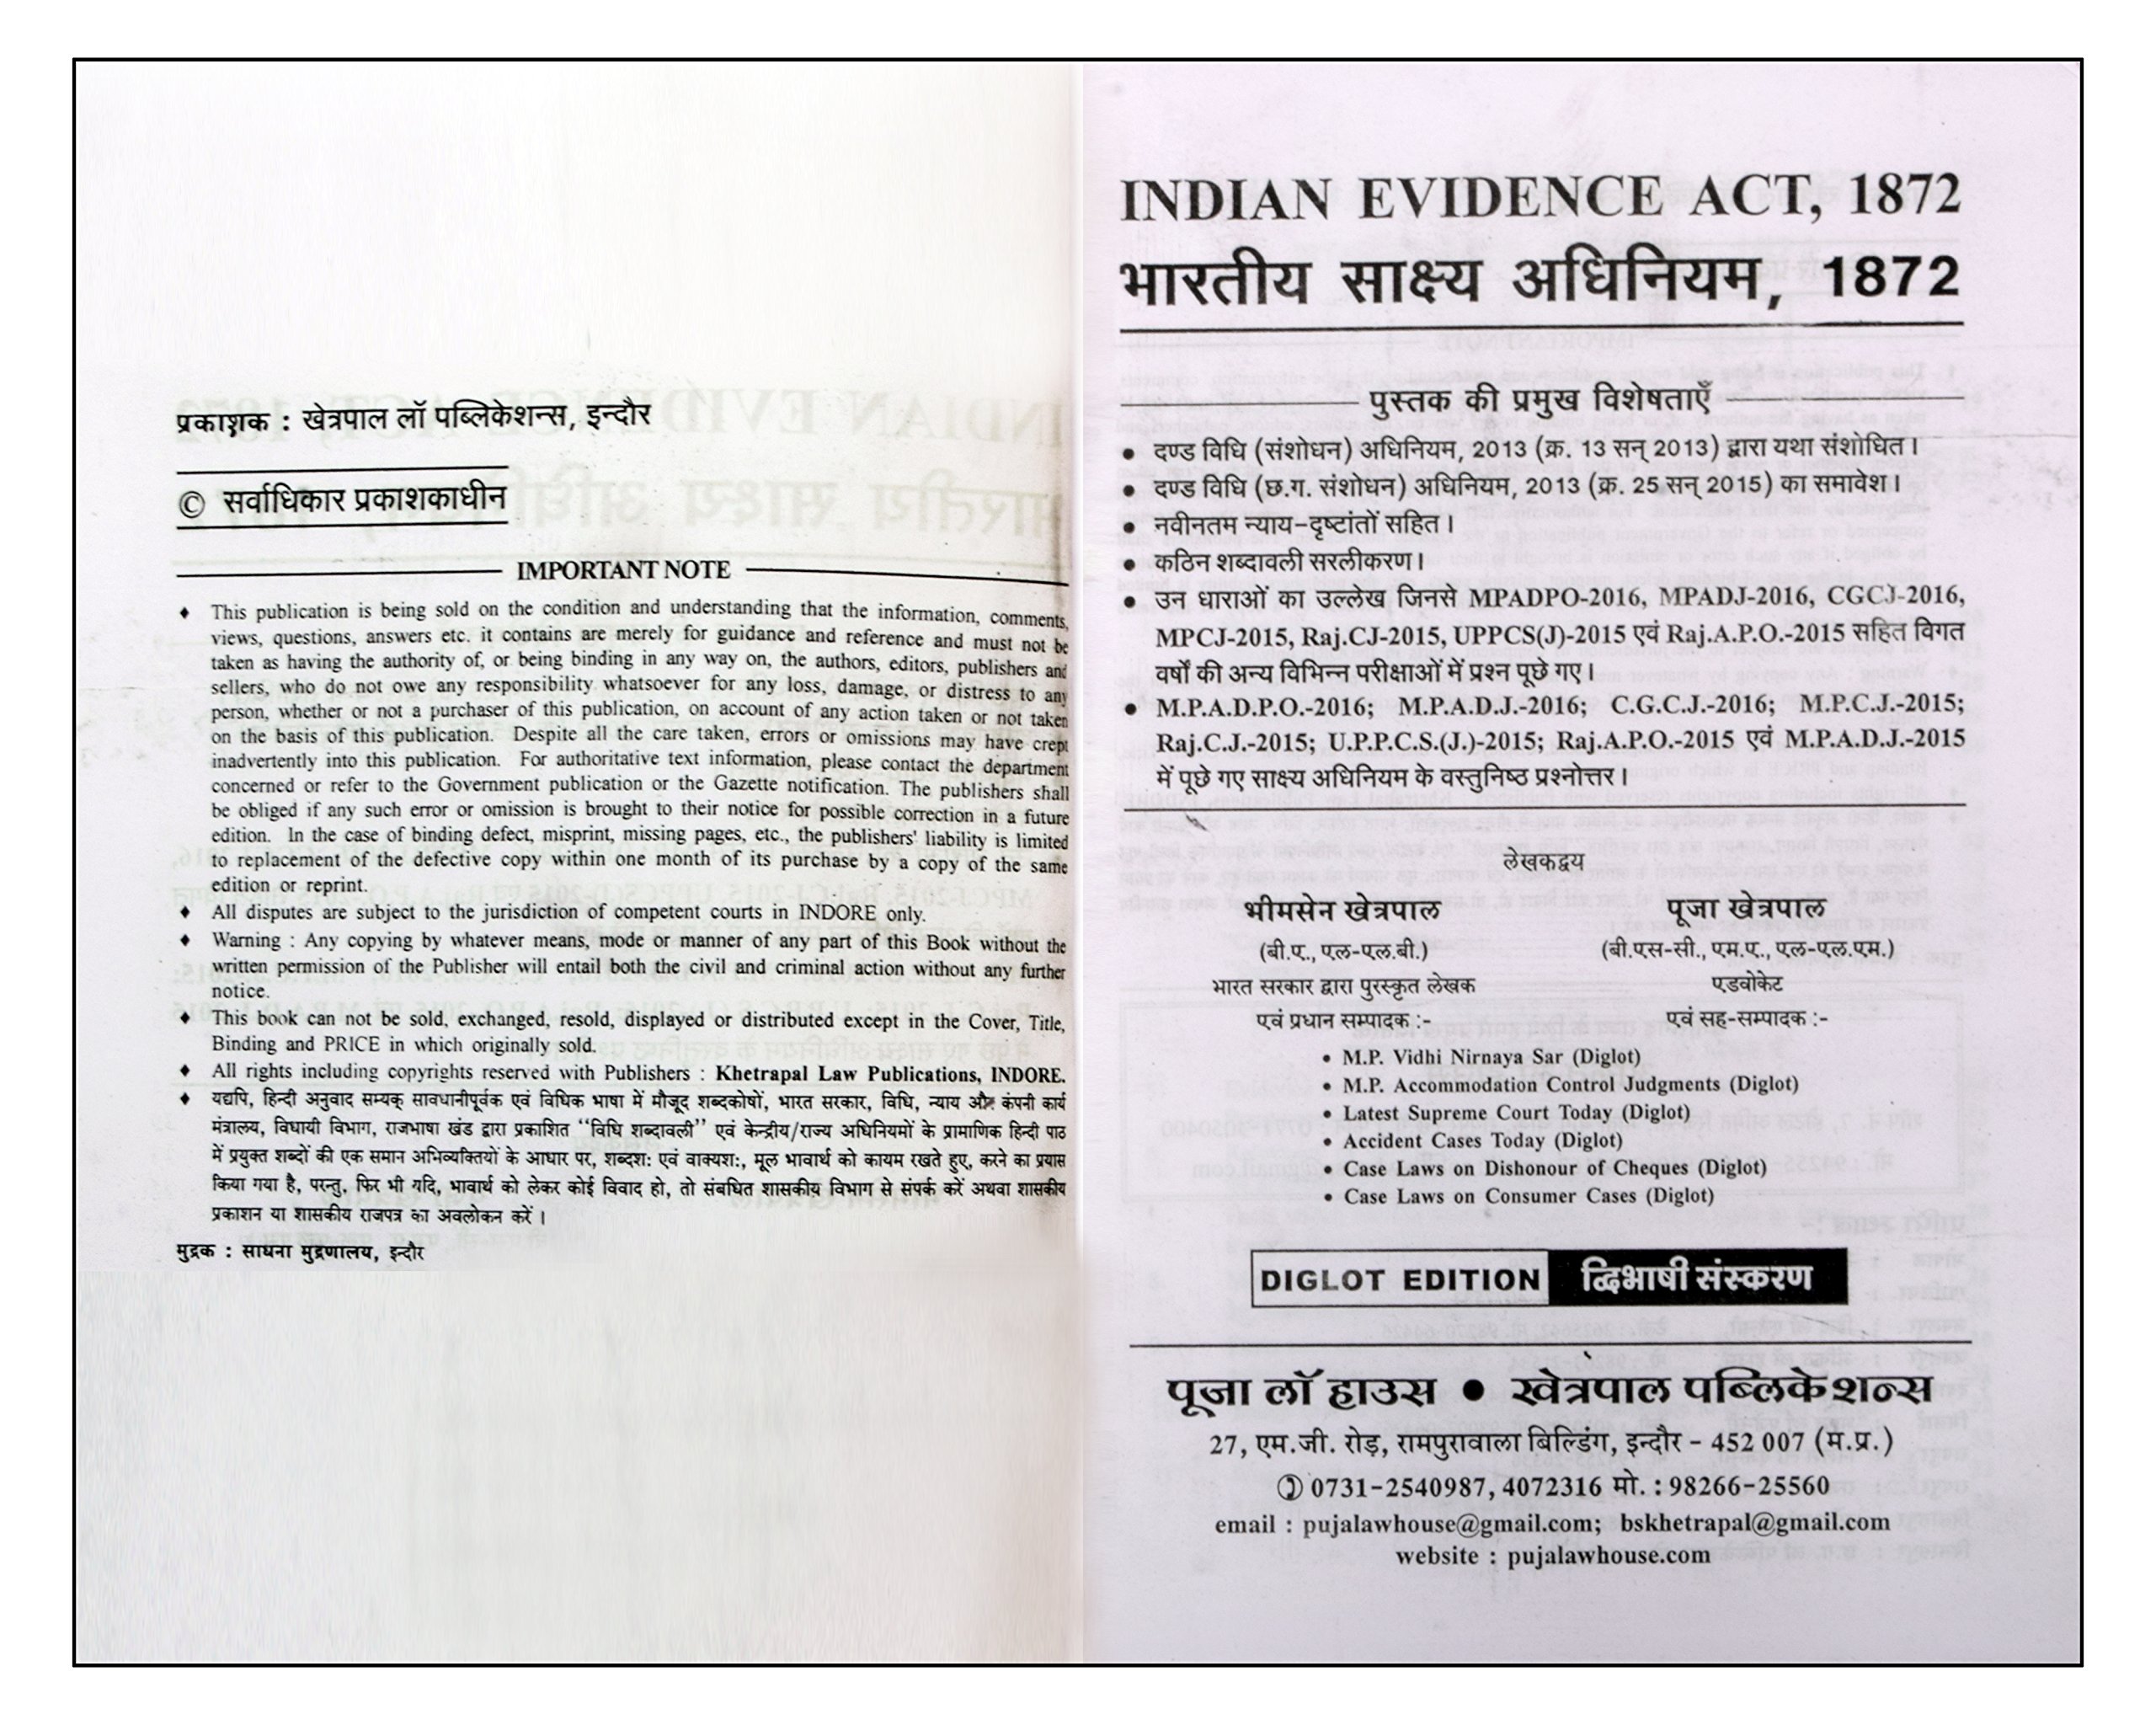 प्रकाशक : खेत्रपाल लॉ पब्लिकेशन्स, इन्दौर
© सर्वाधिकार प्रकाशकाधीन
IMPORTANT NOTE
♦ This publication is being sold on the condition and understanding that the information, comments,
views, questions, answers etc. it contains are merely for guidance and reference and must not be
taken as having the authority of, or being binding in any way on, the authors, editors, publishers and
sellers, who do not owe any responsibility whatsoever for any loss, damage, or distress to any
person, whether or not a purchaser of this publication, on account of any action taken or not taken
on the basis of this publication. Despite all the care taken, errors or omissions may have crept
inadvertently into this publication. For authoritative text information, please contact the department
concerned or refer to the Government publication or the Gazette notification. The publishers shall
be obliged if any such error or omission is brought to their notice for possible correction in a future
edition. In the case of binding defect, misprint, missing pages, etc., the publishers' liability is limited
to replacement of the defective copy within one month of its purchase by a copy of the same
edition or reprint.
♦ All disputes are subject to the jurisdiction of competent courts in INDORE only.
♦ Warning : Any copying by whatever means, mode or manner of any part of this Book without the
written permission of the Publisher will entail both the civil and criminal action without any further
notice.
♦ This book can not be sold, exchanged, resold, displayed or distributed except in the Cover, Title,
Binding and PRICE in which originally sold.
♦ All rights including copyrights reserved with Publishers : Khetrapal Law Publications, INDORE.
♦ यद्यपि, हिन्दी अनुवाद सम्यक् सावधानीपूर्वक एवं विधिक भाषा में मौजूद शब्दकोषों, भारत सरकार, विधि, न्याय और कंपनी कार्य
मंत्रालय, विधायी विभाग, राजभाषा खंड द्वारा प्रकाशित ‘‘विधि शब्दावली’’ एवं केन्द्रीय/राज्य अधिनियमों के प्रामाणिक हिन्दी पाठ
में प्रयुक्त शब्दों की एक समान अभिव्यक्तियों के आधार पर, शब्दश: एवं वाक्यश:, मूल भावार्थ को कायम रखते हुए, करने का प्रयास
किया गया है, परन्तु, फिर भी यदि, भावार्थ को लेकर कोई विवाद हो, तो संबधित शासकीय विभाग से संपर्क करें अथवा शासकीय
प्रकाशन या शासकीय राजपत्र का अवलोकन करें ।
मुद्रक : साधना मुद्रणालय, इन्दौर
INDIAN EVIDENCE ACT, 1872
भारतीय साक्ष्य अधिनियम, 1872
पुस्तक की प्रमुख विशेषताएँ
• दण्ड विधि (संशोधन) अधिनियम, 2013 (क्र. 13 सन् 2013) द्वारा यथा संशोधित ।
• दण्ड विधि (छ.ग. संशोधन) अधिनियम, 2013 (क्र. 25 सन् 2015) का समावेश ।
• नवीनतम न्याय-दृष्टांतों सहित ।
• कठिन शब्दावली सरलीकरण ।
• उन धाराओं का उल्लेख जिनसे MPADPO-2016, MPADJ-2016, CGCJ-2016,
MPCJ-2015, Raj.CJ-2015, UPPCS(J)-2015 एवं Raj.A.P.O.-2015 सहित विगत
वर्षों की अन्य विभिन्न परीक्षाओं में प्रश्न पूछे गए ।
• M.P.A.D.P.O.-2016; M.P.A.D.J.-2016; C.G.C.J.-2016; M.P.C.J.-2015;
Raj.C.J.-2015; U.P.P.C.S.(J.)-2015; Raj.A.P.O.-2015 एवं M.P.A.D.J.-2015
में पूछे गए साक्ष्य अधिनियम के वस्तुनिष्ठ प्रश्नोत्तर ।
लेखकद्वय
भीमसेन खेत्रपाल
(बी.ए., एल-एल.बी.)
भारत सरकार द्वारा पुरस्कृत लेखक
एवं प्रधान सम्पादक :-
पूजा खेत्रपाल
(बी.एस-सी., एम.ए., एल-एल.एम.)
एडवोकेट
एवं सह-सम्पादक :-
• M.P. Vidhi Nirnaya Sar (Diglot)
• M.P. Accommodation Control Judgments (Diglot)
• Latest Supreme Court Today (Diglot)
• Accident Cases Today (Diglot)
• Case Laws on Dishonour of Cheques (Diglot)
• Case Laws on Consumer Cases (Diglot)
DIGLOT EDITION द्विभाषी संस्करण
पूजा लॉ हाउस • खेत्रपाल पब्लिकेशन्स
27, एम.जी. रोड़, रामपुरावाला बिल्डिंग, इन्दौर - 452 007 (म.प्र.)
✆ 0731-2540987, 4072316 मो. : 98266-25560
email : pujalawhouse@gmail.com; bskhetrapal@gmail.com
website : pujalawhouse.com